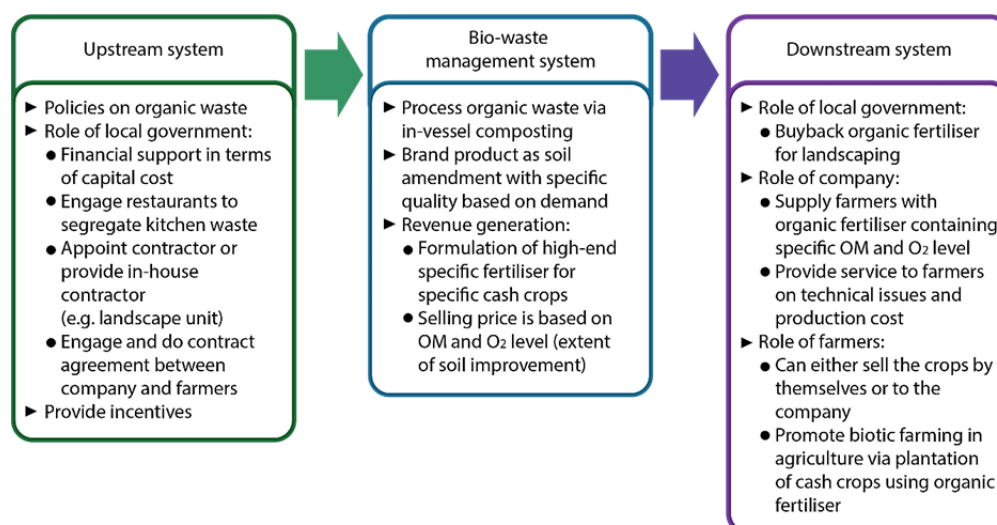 Upstream system
► Policies on organic waste
► Role of local government:
● Financial support in terms
of capital cost
● Engage restaurants to
segregate kitchen waste
● Appoint contractor or
provide in-house
contractor
(e.g. landscape unit)
● Engage and do contract
agreement between
company and farmers
► Provide incentives
Bio-waste
management system
► Process organic waste via
in-vessel composting
► Brand product as soil
amendment with specific
quality based on demand
► Revenue generation:
● Formulation of high-end
specific fertiliser for
specific cash crops
● Selling price is based on
OM and O₂ level (extent
of soil improvement)
Downstream system
► Role of local government:
● Buyback organic fertiliser
for landscaping
► Role of company:
● Supply farmers with
organic fertiliser containing
specific OM and O₂ level
● Provide service to farmers
on technical issues and
production cost
► Role of farmers:
● Can either sell the crops by
themselves or to the
company
● Promote biotic farming in
agriculture via plantation
of cash crops using organic
fertiliser